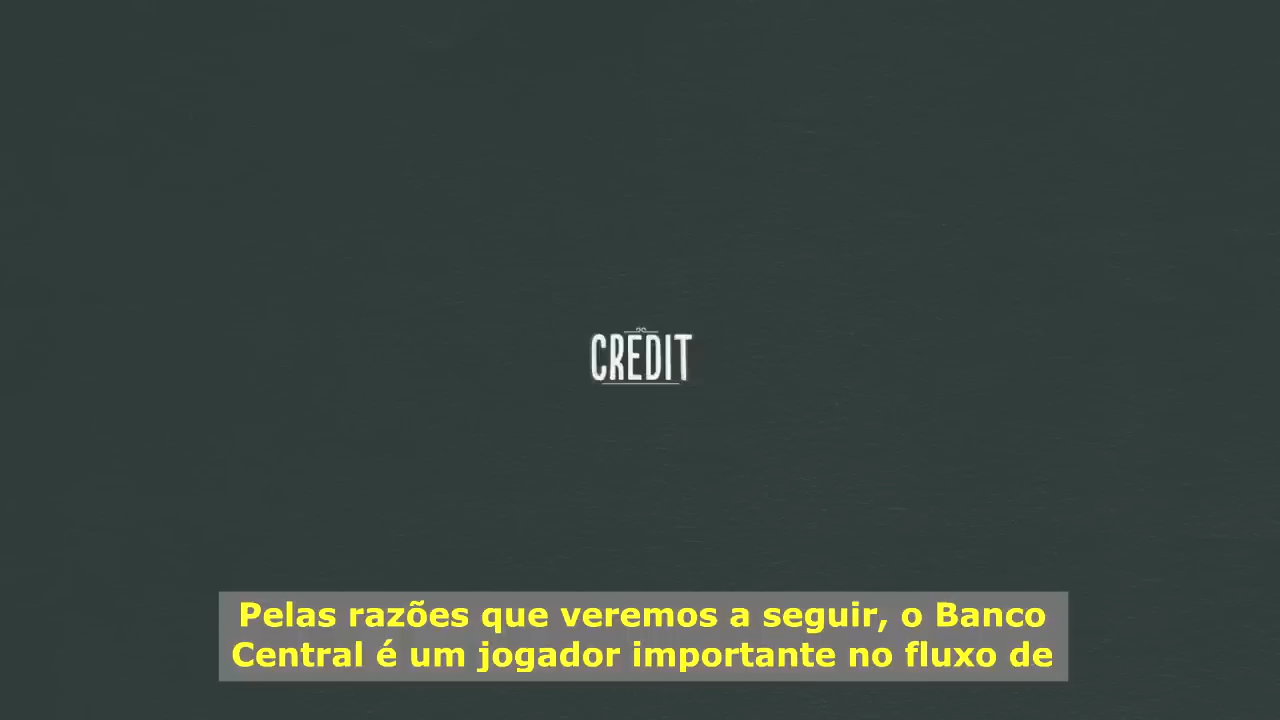 CREDIT
Pelas razões que veremos a seguir, o Banco
Central é um jogador importante no fluxo de